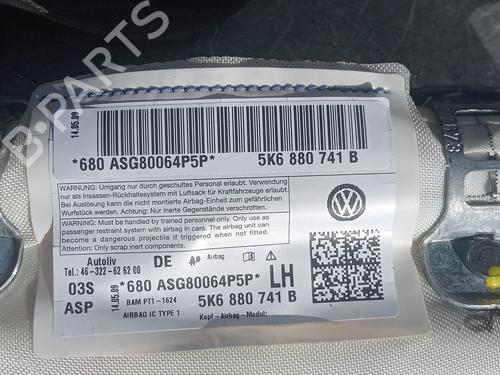 B-PARTS
14.05.09
*680 ASG80064P5P* 5K6 880 741 B
WARNUNG: Umgang nur durch geschultes Personal erlaubt. Verwendung nur
als Insassen-Rückhaltesystem mit Luftsack für Kraftfahrzeuge erlaubt.
Bei Auslösung kann die nicht montierte Airbag-Einheit zum gefährlichen
Wurfstück werden. Achtung: Nur inerte Gegenstände verschrotten.
WARNING: Must be handled by trained personnel only. Only use as
passenger restraint system with airbag in cars. The airbag unit can
become a dangerous projectile if triggered when not mounted.
Attention: Only scrap inert components.
Autoliv DE Airbag
Tel.: 46-322-62 62 00
03S
ASP
14.05.09
*680 ASG80064P5P* LH
BAM PT1-1624 5K6 880 741 B
AIRBAG IC TYPE 1 Kopf-Airbag-Modul